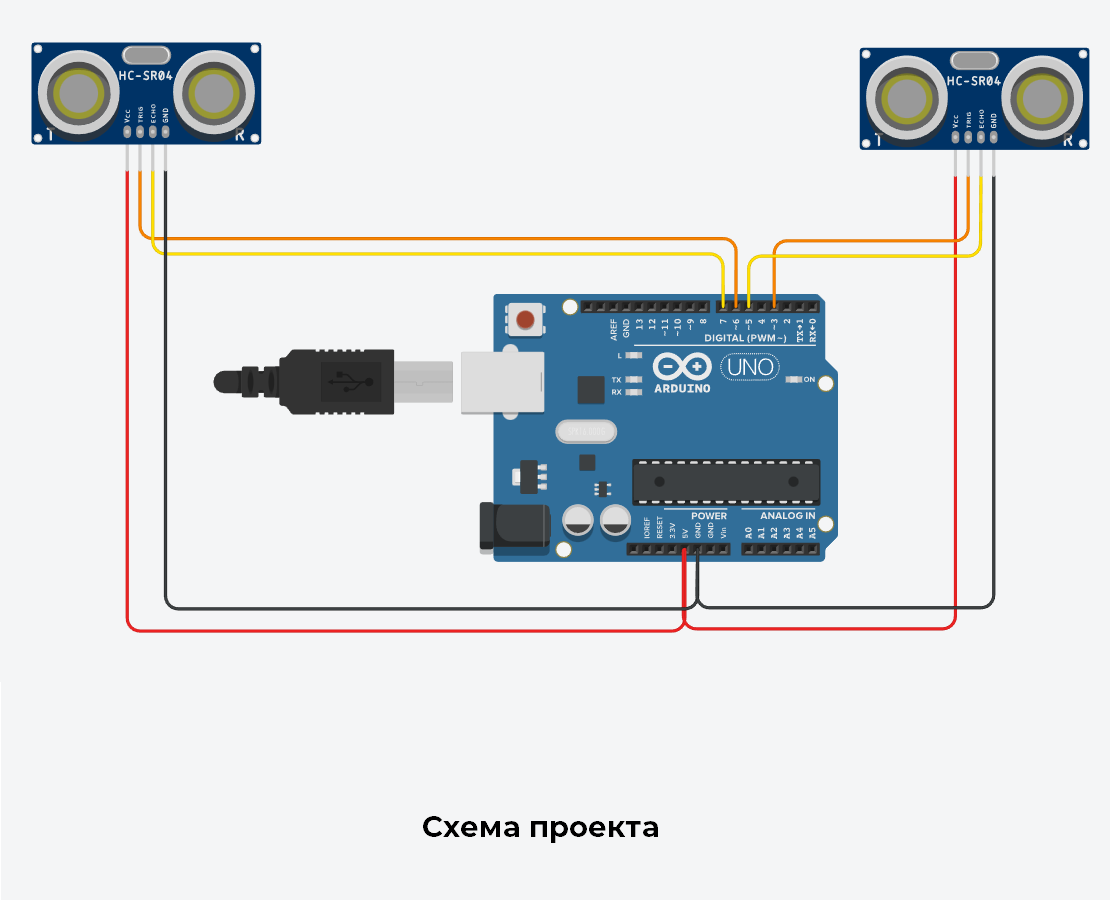 HC-SR04
Vcc
TRIG
ECHO
GND
T
R
HC-SR04
Vcc
TRIG
ECHO
GND
T
R
AREF
GND
13
12
~11
~10
~9
8
7
~6
~5
4
~3
2
TX→1
RX←0
DIGITAL (PWM~)
L
TX
RX
ARDUINO
UNO
ON
POWER
ANALOG IN
IOREF
RESET
3.3V
5V
GND
GND
Vin
A0
A1
A2
A3
A4
A5
Схема проекта